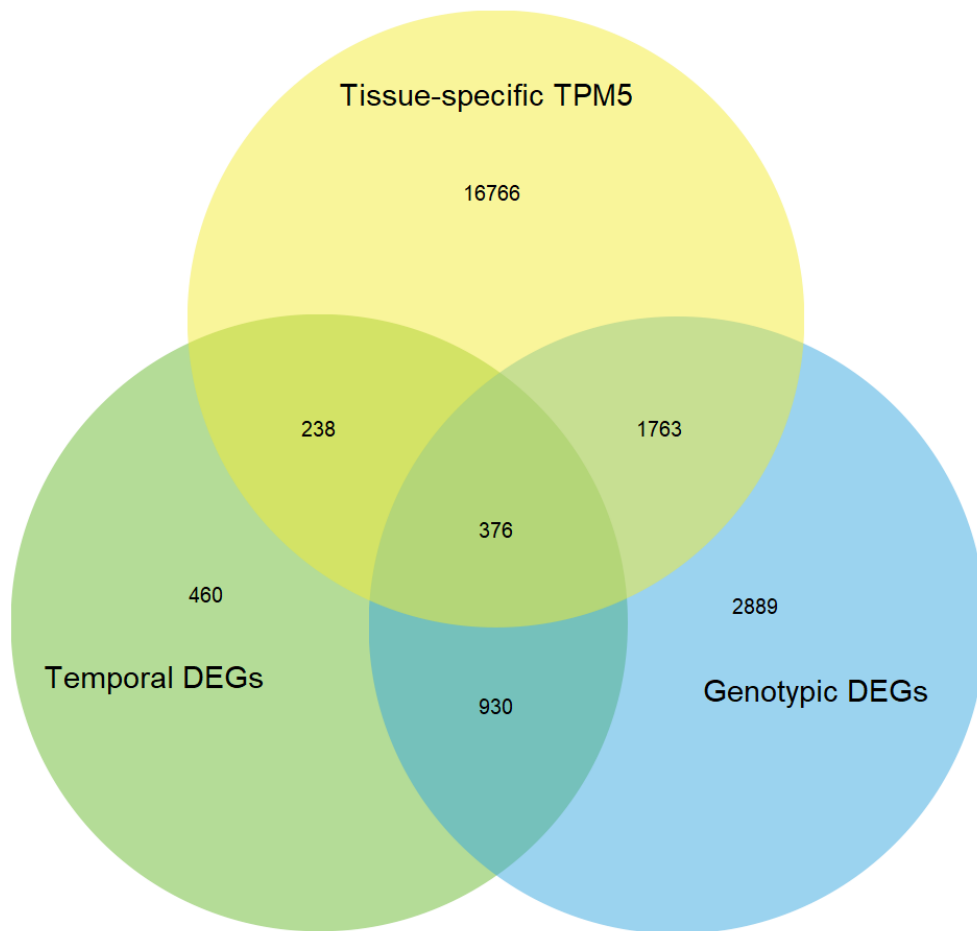 Tissue-specific TPM5
16766
238
1763
376
460
2889
Temporal DEGs
Genotypic DEGs
930